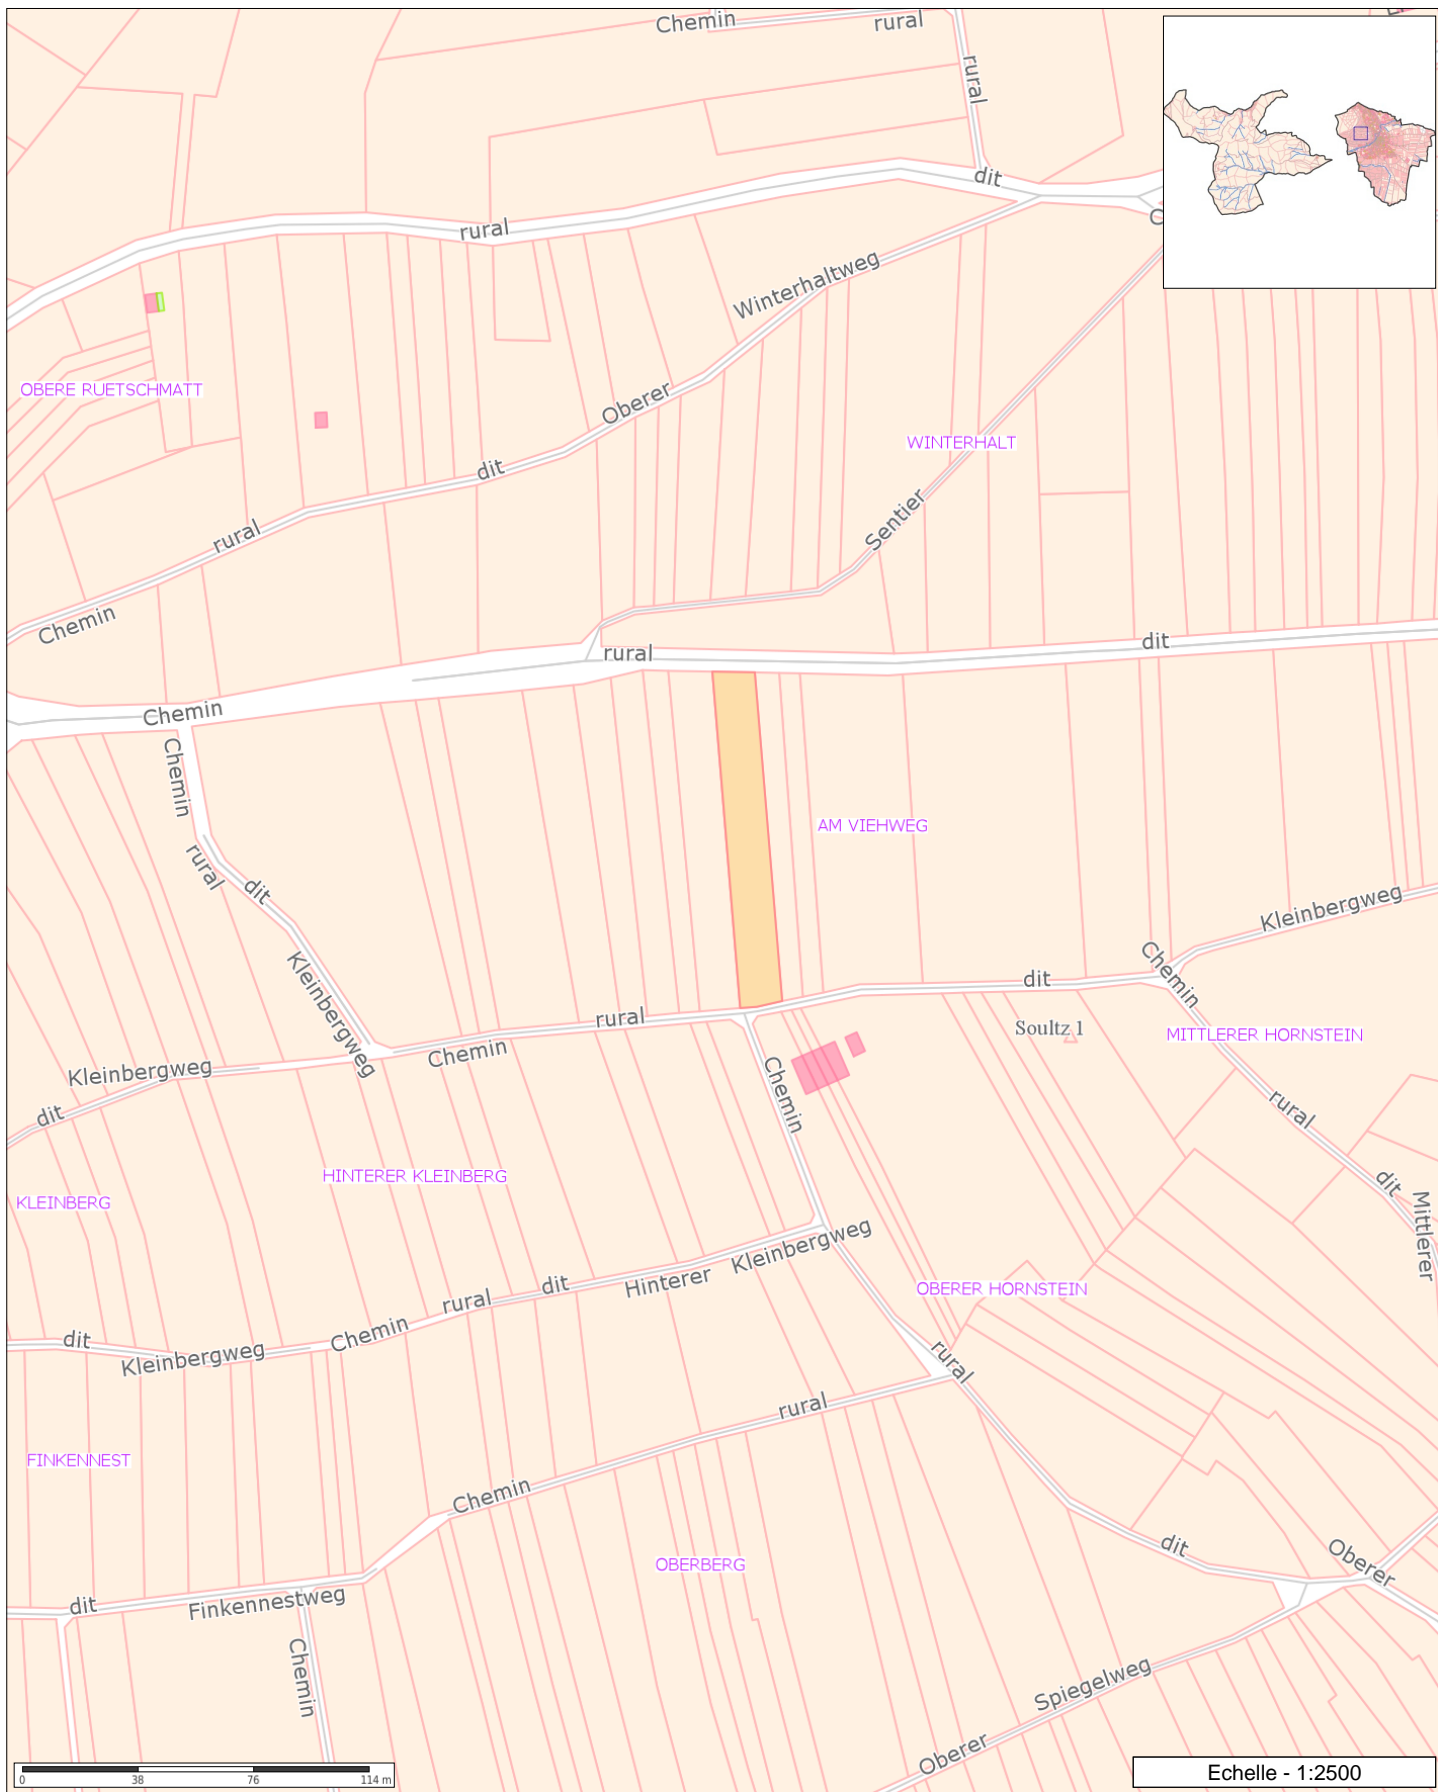 Chemin
rural
rural
dit
rural
Winterhaltweg
OBERE RUETSCHMATT
Oberer
WINTERHALT
dit
Sentier
rural
Chemin
dit
rural
Chemin
Chemin
AM VIEHWEG
rural
dit
Kleinbergweg
Kleinbergweg
Chemin
dit
rural
Soultz 1
MITTLERER HORNSTEIN
Chemin
Kleinbergweg
Chemin
rural
dit
HINTERER KLEINBERG
dit
KLEINBERG
Mittlerer
Kleinbergweg
Hinterer
dit
OBERER HORNSTEIN
rural
Chemin
dit
Kleinbergweg
rural
rural
FINKENNEST
Chemin
dit
Oberer
OBERBERG
Finkennestweg
dit
Chemin
Spiegelweg
Oberer
0 38 76 114 m
Echelle - 1:2500